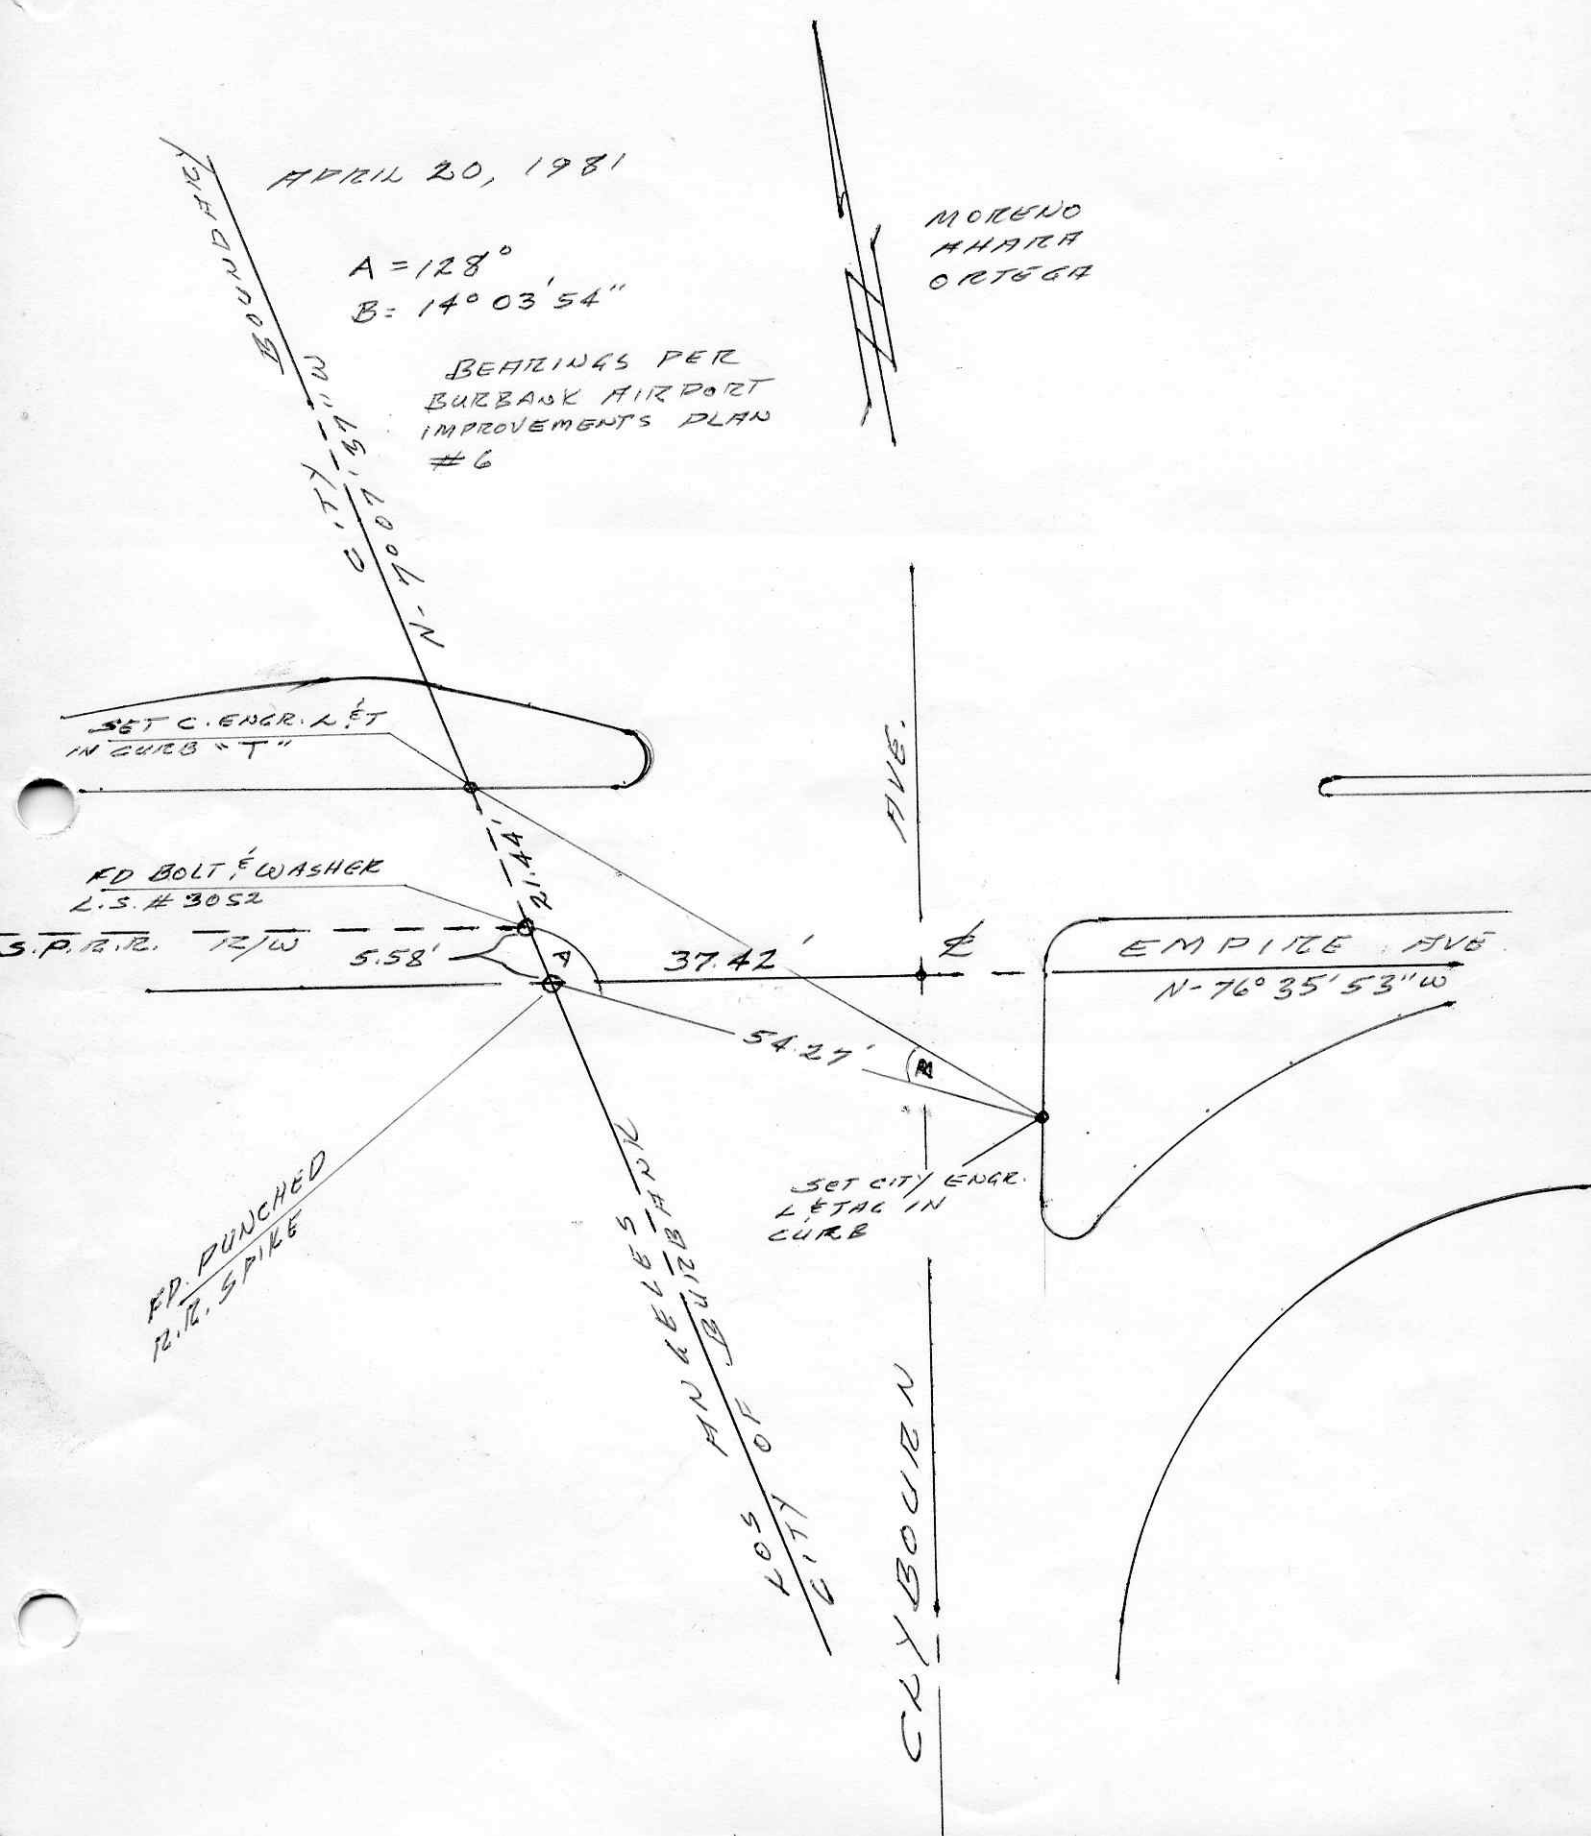 APRIL 20, 1981
MORENO
AHARA
ORTEGA
A = 128°
B = 14° 03' 54"
BEARINGS PER
BURBANK AIRPORT
IMPROVEMENTS PLAN
# 6
CITY BOUNDARY
N-7° 07' 37" W
SET C. ENGR. L & T
IN CURB "T"
21.44'
FD BOLT & WASHER
L.S. # 3052
S.P.R.R. R/W
5.58'
A
37.42'
℄
EMPIRE AVE.
N-76° 35' 53" W
54.27'
B
SET CITY ENGR.
L & TAG IN
CURB
FD. PUNCHED
R.R. SPIKE
LOS ANGELES
CITY OF BURBANK
CLYBOURN AVE.